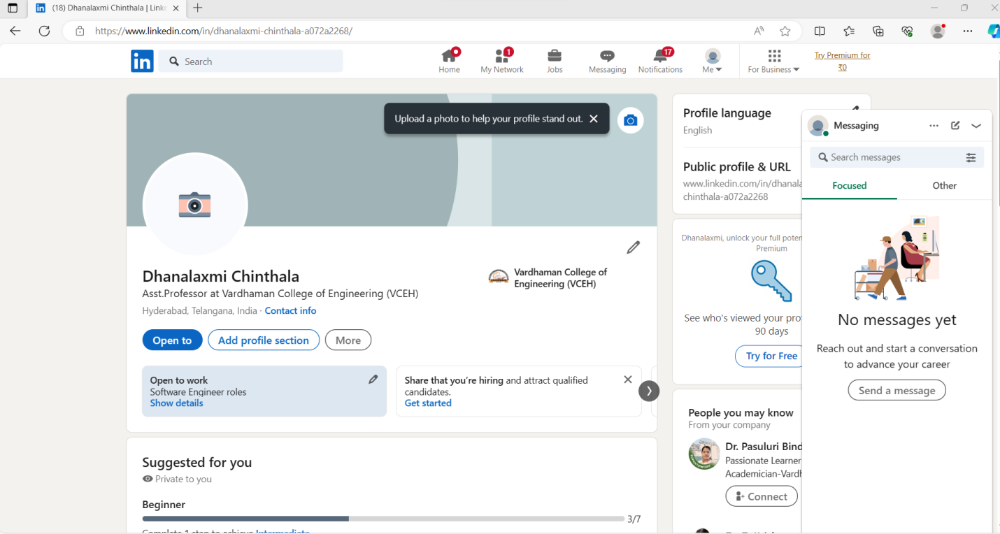 (18) Dhanalaxmi Chinthala | Linke
https://www.linkedin.com/in/dhanalaxmi-chinthala-a072a2268/
in
Search
1
17
Home
My Network
Jobs
Messaging
Notifications
Me
For Business
Try Premium for
₹0
Upload a photo to help your profile stand out.
Dhanalaxmi Chinthala
Asst.Professor at Vardhaman College of Engineering (VCEH)
Hyderabad, Telangana, India · Contact info
Vardhaman College of
Engineering (VCEH)
Open to
Add profile section
More
Open to work
Software Engineer roles
Show details
Share that you're hiring and attract qualified
candidates.
Get started
Suggested for you
Private to you
Beginner
3/7
Complete 1 step to achieve Intermediate
Profile language
English
Public profile & URL
www.linkedin.com/in/dhanala
chinthala-a072a2268
Dhanalaxmi, unlock your full poten
Premium
See who's viewed your pro
90 days
Try for Free
People you may know
From your company
Dr. Pasuluri Bind
Passionate Learner
Academician-Vardh
Connect
Messaging
Search messages
Focused
Other
No messages yet
Reach out and start a conversation
to advance your career
Send a message